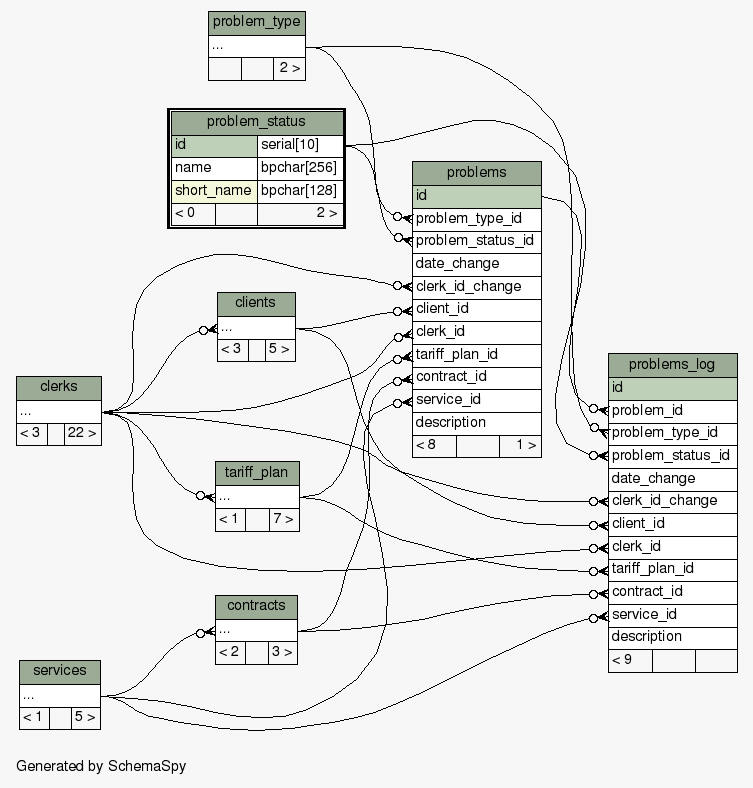 problem_type
...
2 >
problem_status
id serial[10]
name bpchar[256]
short_name bpchar[128]
< 0 2 >
problems
id
problem_type_id
problem_status_id
date_change
clerk_id_change
client_id
clerk_id
tariff_plan_id
contract_id
service_id
description
< 8 1 >
clients
...
< 3 5 >
clerks
...
< 3 22 >
problems_log
id
problem_id
problem_type_id
problem_status_id
date_change
clerk_id_change
client_id
clerk_id
tariff_plan_id
contract_id
service_id
description
< 9
tariff_plan
...
< 1 7 >
contracts
...
< 2 3 >
services
...
< 1 5 >
Generated by SchemaSpy